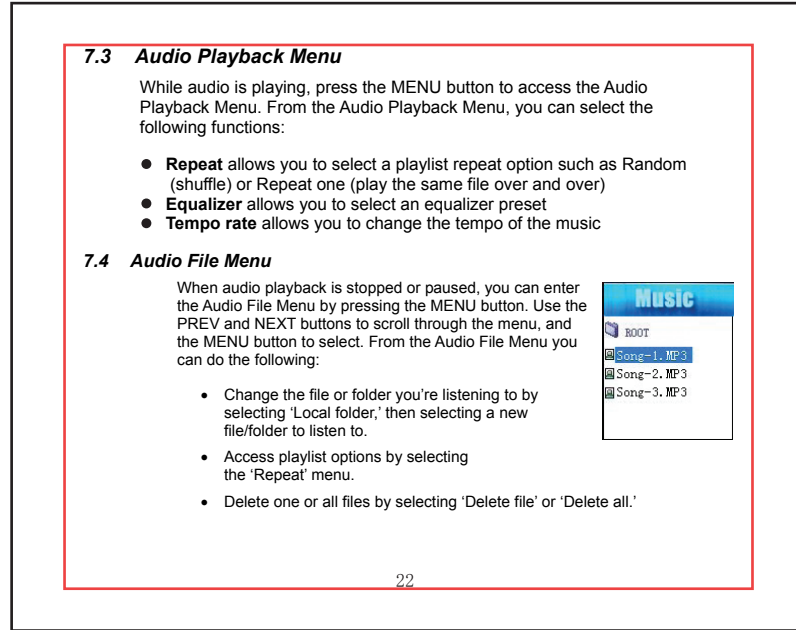 7.3 Audio Playback Menu
While audio is playing, press the MENU button to access the Audio
Playback Menu. From the Audio Playback Menu, you can select the
following functions:
● Repeat allows you to select a playlist repeat option such as Random
(shuffle) or Repeat one (play the same file over and over)
● Equalizer allows you to select an equalizer preset
● Tempo rate allows you to change the tempo of the music
7.4 Audio File Menu
When audio playback is stopped or paused, you can enter
the Audio File Menu by pressing the MENU button. Use the
PREV and NEXT buttons to scroll through the menu, and
the MENU button to select. From the Audio File Menu you
can do the following:
• Change the file or folder you’re listening to by
selecting ‘Local folder,’ then selecting a new
file/folder to listen to.
• Access playlist options by selecting
the ‘Repeat’ menu.
• Delete one or all files by selecting ‘Delete file’ or ‘Delete all.’
Music
ROOT
Song-1.MP3
Song-2.MP3
Song-3.MP3
22